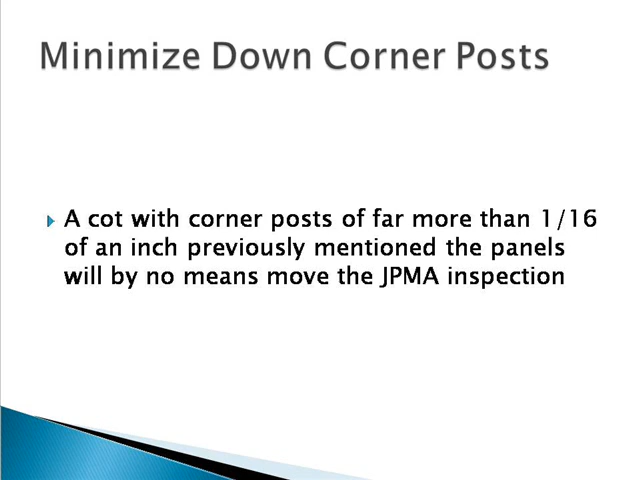 Minimize Down Corner Posts
A cot with corner posts of far more than 1/16
of an inch previously mentioned the panels
will by no means move the JPMA inspection